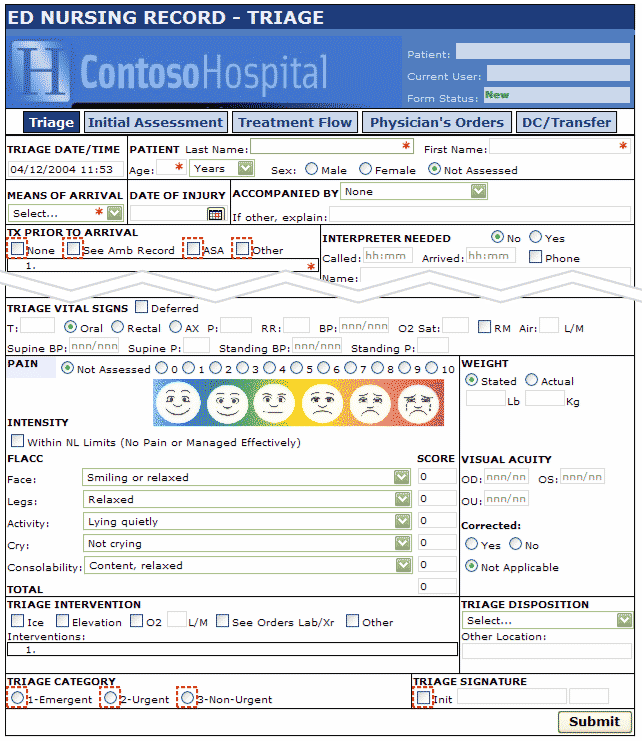 ED NURSING RECORD - TRIAGE
H ContosoHospital
Patient:
Current User:
Form Status: New
Triage Initial Assessment Treatment Flow Physician's Orders DC/Transfer
TRIAGE DATE/TIME PATIENT Last Name: * First Name: *
04/12/2004 11:53 Age: * Years Sex: Male Female Not Assessed
MEANS OF ARRIVAL DATE OF INJURY ACCOMPANIED BY None
Select... * If other, explain:
TX PRIOR TO ARRIVAL INTERPRETER NEEDED No Yes
None See Amb Record ASA Other Called: hh:mm Arrived: hh:mm Phone
1. * Name:
TRIAGE VITAL SIGNS Deferred
T: Oral Rectal AX P: RR: BP: nnn/nnn O2 Sat: RM Air: L/M
Supine BP: nnn/nnn Supine P: Standing BP: nnn/nnn Standing P:
PAIN Not Assessed 0 1 2 3 4 5 6 7 8 9 10 WEIGHT
Stated Actual
Lb Kg
INTENSITY
Within NL Limits (No Pain or Managed Effectively)
FLACC SCORE VISUAL ACUITY
Face: Smiling or relaxed 0 OD: nnn/nn OS: nnn/nn
Legs: Relaxed 0 OU: nnn/nn
Activity: Lying quietly 0 Corrected:
Cry: Not crying 0 Yes No
Consolability: Content, relaxed 0 Not Applicable
TOTAL 0
TRIAGE INTERVENTION TRIAGE DISPOSITION
Ice Elevation O2 L/M See Orders Lab/Xr Other Select...
Interventions: Other Location:
1.
TRIAGE CATEGORY TRIAGE SIGNATURE
1-Emergent 2-Urgent 3-Non-Urgent Init
Submit